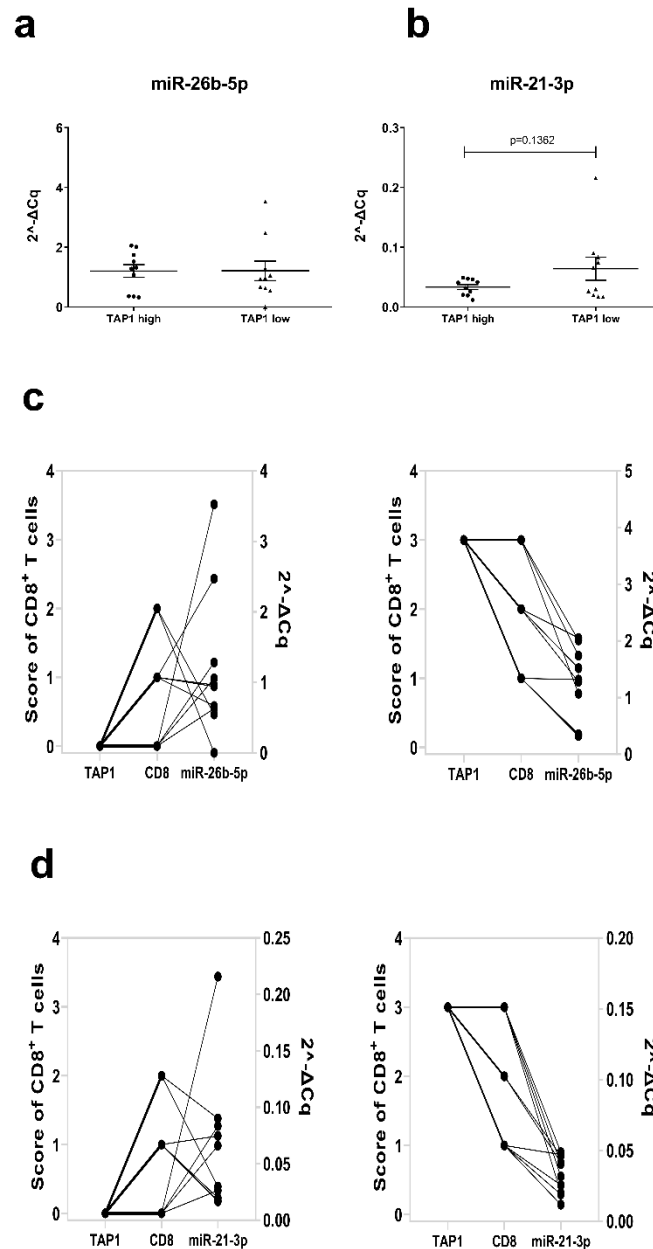 a
b
miR-26b-5p
miR-21-3p
2^-ΔCq
6
4
2
0
TAP1 high
TAP1 low
2^-ΔCq
0.3
0.2
0.1
0.0
p=0.1362
TAP1 high
TAP1 low
c
Score of CD8⁺ T cells
4
3
2
1
0
4
3
2
1
0
2^-ΔCq
TAP1
CD8
miR-26b-5p
Score of CD8⁺ T cells
4
3
2
1
0
5
4
3
2
1
0
2^-ΔCq
TAP1
CD8
miR-26b-5p
d
Score of CD8⁺ T cells
4
3
2
1
0
0.25
0.20
0.15
0.10
0.05
0.00
2^-ΔCq
TAP1
CD8
miR-21-3p
Score of CD8⁺ T cells
4
3
2
1
0
0.20
0.15
0.10
0.05
0.00
2^-ΔCq
TAP1
CD8
miR-21-3p